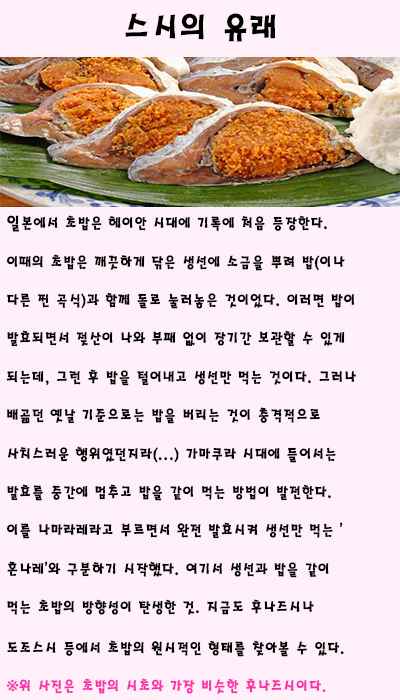 스시의 유래
일본에서 초밥은 헤이안 시대에 기록에 처음 등장한다.
이때의 초밥은 깨끗하게 닦은 생선에 소금을 뿌려 밥(이나
다른 찐 곡식)과 함께 돌로 눌러놓은 것이었다. 이러면 밥이
발효되면서 젖산이 나와 부패 없이 장기간 보관할 수 있게
되는데, 그런 후 밥을 털어내고 생선만 먹는 것이다. 그러나
배곯던 옛날 기준으로는 밥을 버리는 것이 충격적으로
사치스러운 행위였던지라(...) 가마쿠라 시대에 들어서는
발효를 중간에 멈추고 밥을 같이 먹는 방법이 발전한다.
이를 나마라레라고 부르면서 완전 발효시켜 생선만 먹는 '
혼나레'와 구분하기 시작했다. 여기서 생선과 밥을 같이
먹는 초밥의 방향성이 탄생한 것. 지금도 후나즈시나
도조스시 등에서 초밥의 원시적인 형태를 찾아볼 수 있다.
※위 사진은 초밥의 시초와 가장 비슷한 후나즈시이다.